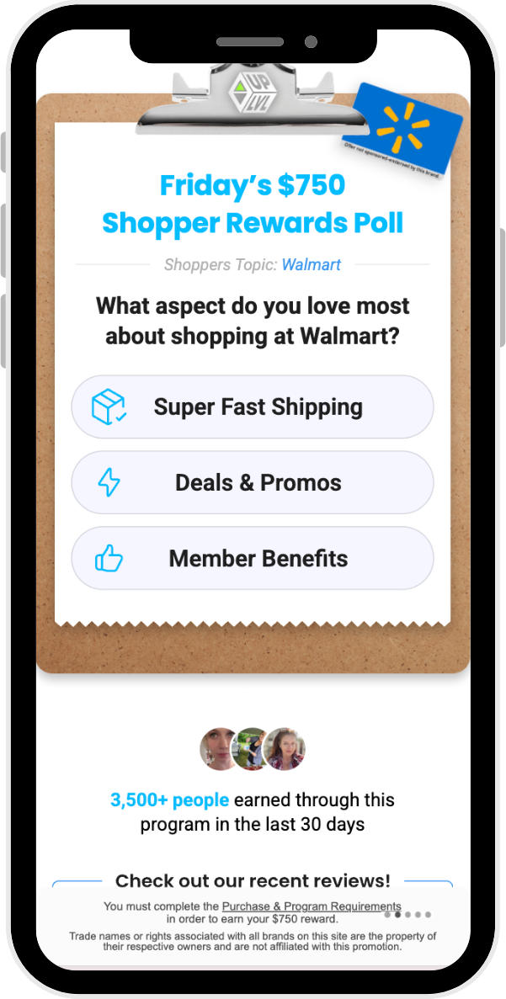 UP
LVL
Offer not sponsored-endorsed by this brand.
Friday's $750
Shopper Rewards Poll
Shoppers Topic: Walmart
What aspect do you love most
about shopping at Walmart?
Super Fast Shipping
Deals & Promos
Member Benefits
3,500+ people earned through this
program in the last 30 days
Check out our recent reviews!
You must complete the Purchase & Program Requirements
in order to earn your $750 reward.
Trade names or rights associated with all brands on this site are the property of
their respective owners and are not affiliated with this promotion.